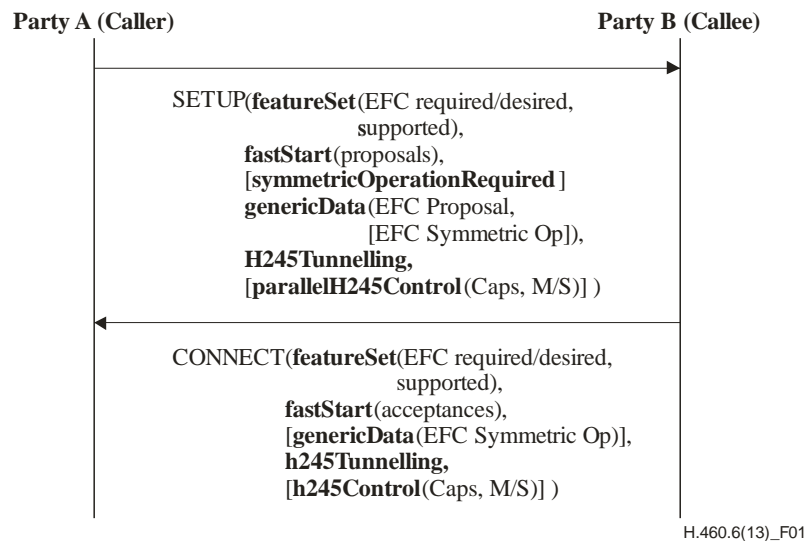 Party A (Caller) Party B (Callee)
SETUP(featureSet(EFC required/desired,
supported),
fastStart(proposals),
[symmetricOperationRequired]
genericData(EFC Proposal,
[EFC Symmetric Op]),
H245Tunnelling,
[parallelH245Control(Caps, M/S)] )
CONNECT(featureSet(EFC required/desired,
supported),
fastStart(acceptances),
[genericData(EFC Symmetric Op)],
h245Tunnelling,
[h245Control(Caps, M/S)] )
H.460.6(13)_F01